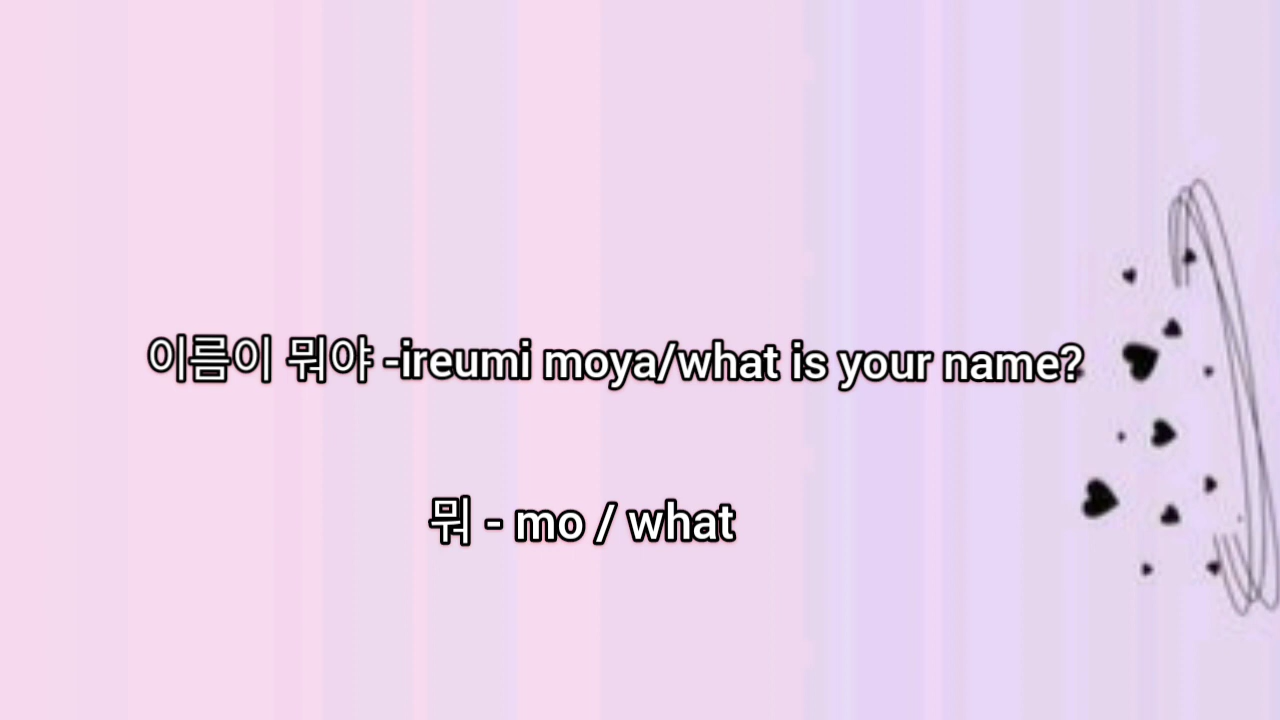 이름이 뭐야 -ireumi moya/what is your name?
뭐 - mo / what